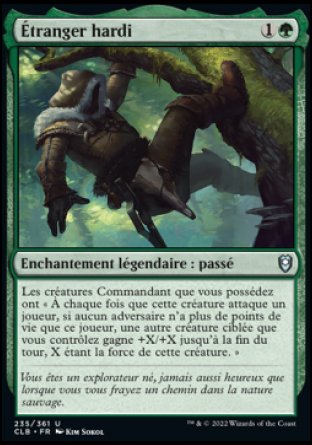 Étranger hardi 1
Enchantement légendaire : passé
Les créatures Commandant que vous possédez
ont « À chaque fois que cette créature attaque un
joueur, si aucun adversaire n'a plus de points de
vie que ce joueur, une autre créature ciblée que
vous contrôlez gagne +X/+X jusqu'à la fin du
tour, X étant la force de cette créature. »
Vous êtes un explorateur né, jamais aussi heureux que
lorsque vous vous frayez un chemin dans la nature
sauvage.
235/361 U
CLB • FR Kim Sokol
™ & © 2022 Wizards of the Coast